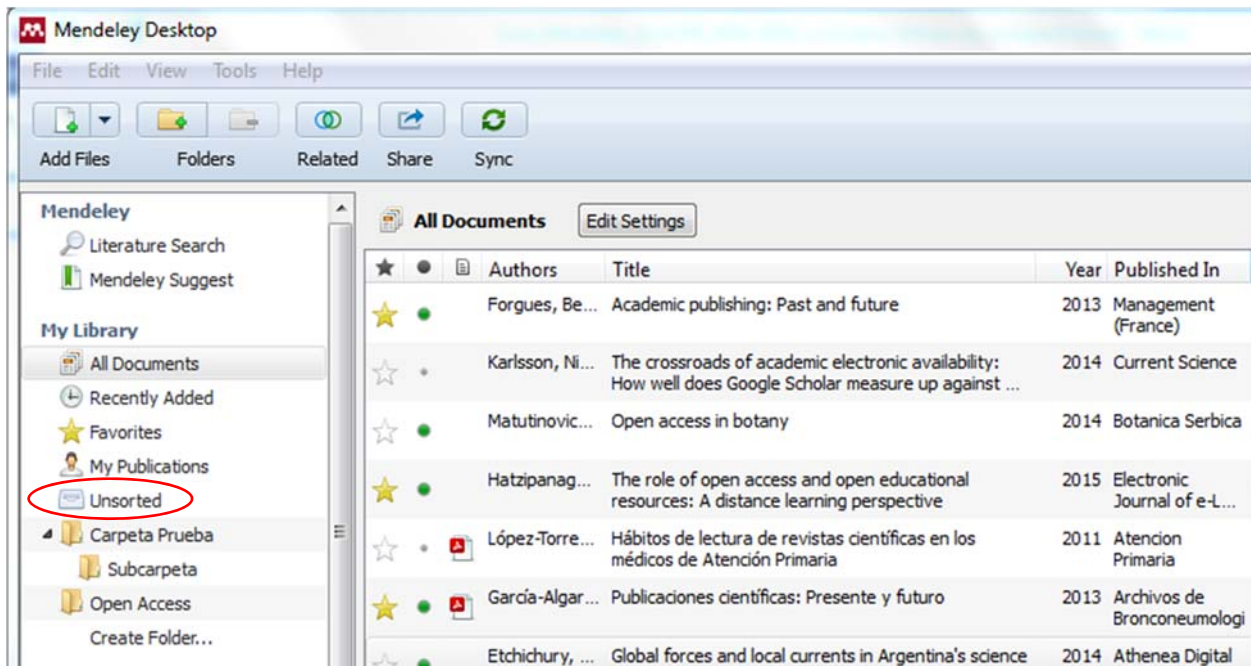 Mendeley Desktop
File Edit View Tools Help
Add Files Folders Related Share Sync
Mendeley
Literature Search
Mendeley Suggest
My Library
All Documents
Recently Added
Favorites
My Publications
Unsorted
Carpeta Prueba
Subcarpeta
Open Access
Create Folder...
All Documents Edit Settings
Authors Title Year Published In
Forgues, Be... Academic publishing: Past and future 2013 Management
(France)
Karlsson, Ni... The crossroads of academic electronic availability: 2014 Current Science
How well does Google Scholar measure up against ...
Matutinovic... Open access in botany 2014 Botanica Serbica
Hatzipanag... The role of open access and open educational 2015 Electronic
resources: A distance learning perspective Journal of e-L...
López-Torre... Hábitos de lectura de revistas científicas en los 2011 Atencion
médicos de Atención Primaria Primaria
García-Algar... Publicaciones científicas: Presente y futuro 2013 Archivos de
Bronconeumologi
Etchichury, ... Global forces and local currents in Argentina's science 2014 Athenea Digital